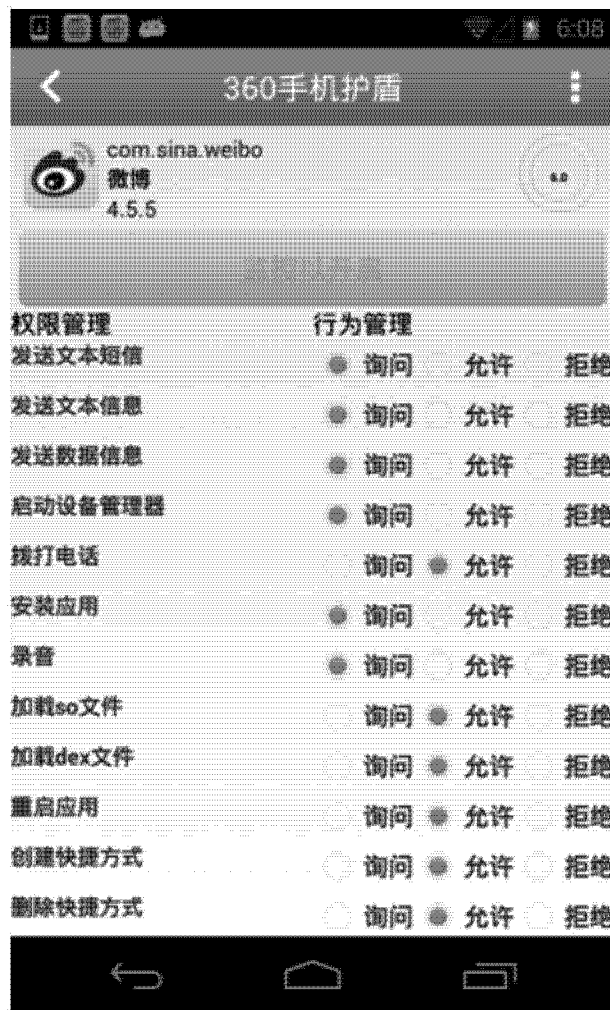 6:08
360手机护盾
com.sina.weibo
微博
4.5.5
6.0
权限管理 行为管理
发送文本短信 询问 允许 拒绝
发送文本信息 询问 允许 拒绝
发送数据信息 询问 允许 拒绝
启动设备管理器 询问 允许 拒绝
拨打电话 询问 允许 拒绝
安装应用 询问 允许 拒绝
录音 询问 允许 拒绝
加载so文件 询问 允许 拒绝
加载dex文件 询问 允许 拒绝
重启应用 询问 允许 拒绝
创建快捷方式 询问 允许 拒绝
删除快捷方式 询问 允许 拒绝